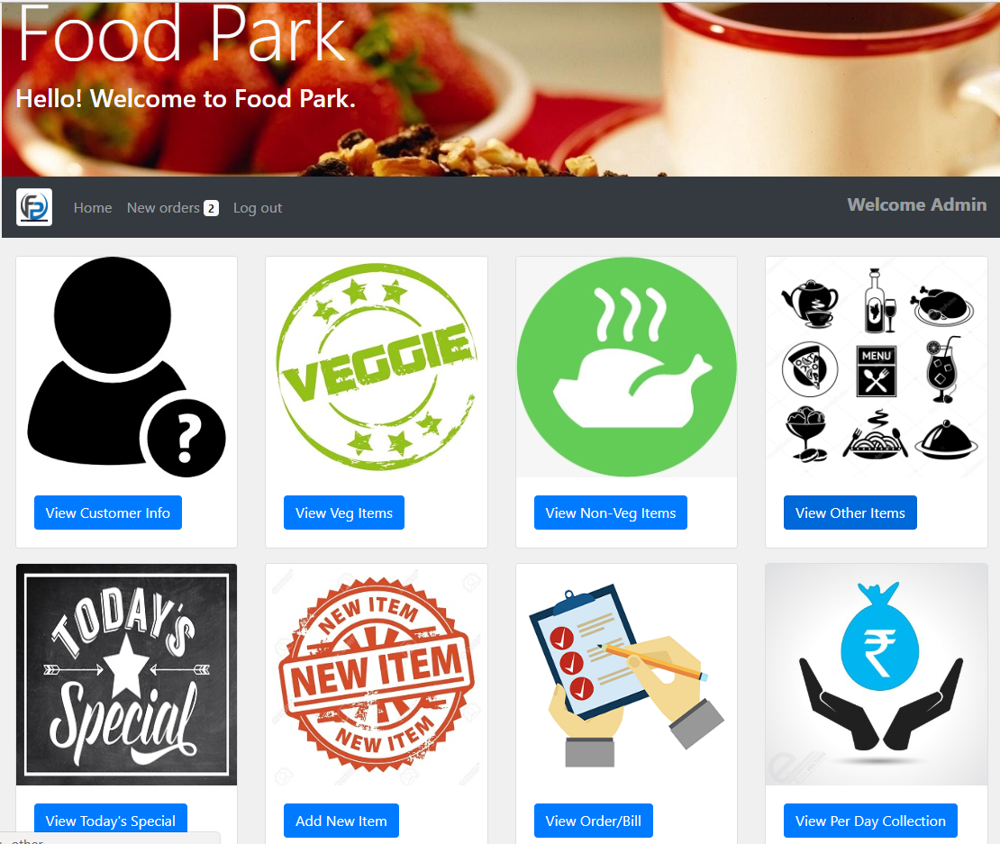 Food Park
Hello! Welcome to Food Park.
FP
Home New orders 2 Log out
Welcome Admin
?
VEGGIE
MENU
View Customer Info
View Veg Items
View Non-Veg Items
View Other Items
TODAY'S
Special
NEW ITEM
NEW ITEM
NEW ITEM
₹
View Today's Special
Add New Item
View Order/Bill
View Per Day Collection
other